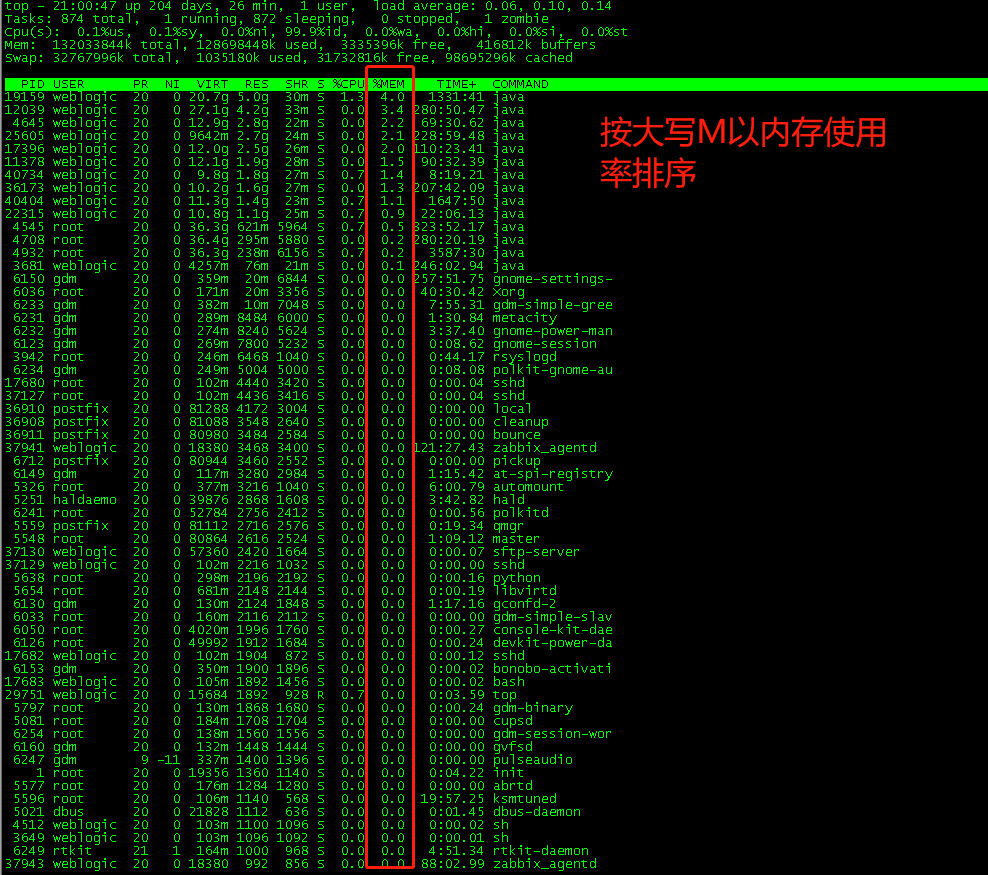 top - 21:00:47 up 204 days, 26 min,  1 user,  load average: 0.06, 0.10, 0.14
Tasks: 874 total,   1 running, 872 sleeping,   0 stopped,   1 zombie
Cpu(s):  0.1%us,  0.1%sy,  0.0%ni, 99.9%id,  0.0%wa,  0.0%hi,  0.0%si,  0.0%st
Mem:  132033844k total, 128698448k used,  3335396k free,   416812k buffers
Swap: 32767996k total,  1035180k used, 31732816k free, 98695296k cached
PID USER PR NI VIRT RES SHR S %CPU %MEM TIME+ COMMAND
19159 weblogic 20 0 20.7g 5.0g 30m S 1.3 4.0 1331:41 java
12039 weblogic 20 0 27.1g 4.2g 33m S 0.0 3.4 280:50.47 java
4645 weblogic 20 0 12.9g 2.8g 22m S 0.0 2.2 69:30.62 java
25605 weblogic 20 0 9642m 2.7g 24m S 0.0 2.1 228:59.48 java
17396 weblogic 20 0 12.0g 2.5g 26m S 0.0 2.0 110:23.41 java
11378 weblogic 20 0 12.1g 1.9g 28m S 0.0 1.5 90:32.39 java
40734 weblogic 20 0 9.8g 1.8g 27m S 0.7 1.4 8:19.21 java
36173 weblogic 20 0 10.2g 1.6g 27m S 0.0 1.3 207:42.09 java
40404 weblogic 20 0 11.3g 1.4g 23m S 0.7 1.1 1647:50 java
22315 weblogic 20 0 10.8g 1.1g 25m S 0.7 0.9 22:06.13 java
4545 root 20 0 36.3g 621m 5964 S 0.7 0.5 323:52.17 java
4708 root 20 0 36.4g 295m 5880 S 0.0 0.2 280:20.19 java
4932 root 20 0 36.3g 238m 6156 S 0.7 0.2 3587:30 java
3681 weblogic 20 0 4257m 76m 21m S 0.0 0.1 246:02.94 java
6150 gdm 20 0 359m 20m 6844 S 0.0 0.0 257:51.75 gnome-settings-
6036 root 20 0 171m 20m 3356 S 0.0 0.0 40:30.42 Xorg
6233 gdm 20 0 382m 10m 7048 S 0.0 0.0 7:55.31 gdm-simple-gree
6231 gdm 20 0 289m 8484 6000 S 0.0 0.0 1:30.84 metacity
6232 gdm 20 0 274m 8240 5624 S 0.0 0.0 3:37.40 gnome-power-man
6123 gdm 20 0 269m 7800 5232 S 0.0 0.0 0:08.62 gnome-session
3942 root 20 0 246m 6468 1040 S 0.0 0.0 0:44.17 rsyslogd
6234 gdm 20 0 249m 5004 5000 S 0.0 0.0 0:08.08 polkit-gnome-au
17680 root 20 0 102m 4440 3420 S 0.0 0.0 0:00.04 sshd
37127 root 20 0 102m 4436 3416 S 0.0 0.0 0:00.04 sshd
36910 postfix 20 0 81288 4172 3004 S 0.0 0.0 0:00.00 local
36908 postfix 20 0 81088 3548 2640 S 0.0 0.0 0:00.00 cleanup
36911 postfix 20 0 80980 3484 2584 S 0.0 0.0 0:00.00 bounce
37941 weblogic 20 0 18380 3468 3400 S 0.0 0.0 121:27.43 zabbix_agentd
6712 postfix 20 0 80944 3460 2552 S 0.0 0.0 0:00.00 pickup
6149 gdm 20 0 117m 3280 2984 S 0.0 0.0 1:15.42 at-spi-registry
5326 root 20 0 377m 3216 1040 S 0.0 0.0 6:00.79 automount
5251 haldaemo 20 0 39876 2868 1608 S 0.0 0.0 3:42.82 hald
6241 root 20 0 52784 2756 2412 S 0.0 0.0 0:00.56 polkitd
5559 postfix 20 0 81112 2716 2576 S 0.0 0.0 0:19.34 qmgr
5548 root 20 0 80864 2616 2524 S 0.0 0.0 1:09.12 master
37130 weblogic 20 0 57360 2420 1664 S 0.0 0.0 0:00.07 sftp-server
37129 weblogic 20 0 102m 2216 1032 S 0.0 0.0 0:00.00 sshd
5638 root 20 0 298m 2196 2192 S 0.0 0.0 0:00.16 python
5654 root 20 0 681m 2148 2144 S 0.0 0.0 0:00.19 libvirtd
6130 gdm 20 0 130m 2124 1848 S 0.0 0.0 1:17.16 gconfd-2
6033 root 20 0 160m 2116 2112 S 0.0 0.0 0:00.00 gdm-simple-slav
6050 root 20 0 4020m 1996 1760 S 0.0 0.0 0:00.27 console-kit-dae
6126 root 20 0 49992 1912 1684 S 0.0 0.0 0:00.24 devkit-power-da
17682 weblogic 20 0 102m 1904 872 S 0.0 0.0 0:00.12 sshd
6153 gdm 20 0 350m 1900 1896 S 0.0 0.0 0:00.02 bonobo-activati
17683 weblogic 20 0 105m 1892 1456 S 0.0 0.0 0:00.02 bash
29751 weblogic 20 0 15684 1892 928 R 0.7 0.0 0:03.59 top
5797 root 20 0 130m 1868 1680 S 0.0 0.0 0:00.24 gdm-binary
5081 root 20 0 184m 1708 1704 S 0.0 0.0 0:00.00 cupsd
6254 root 20 0 138m 1560 1556 S 0.0 0.0 0:00.00 gdm-session-wor
6160 gdm 20 0 132m 1448 1444 S 0.0 0.0 0:00.00 gvfsd
6247 gdm 9 -11 337m 1400 1396 S 0.0 0.0 0:00.00 pulseaudio
1 root 20 0 19356 1360 1140 S 0.0 0.0 0:04.22 init
5577 root 20 0 176m 1284 1280 S 0.0 0.0 0:00.00 abrtd
5596 root 20 0 106m 1140 568 S 0.0 0.0 19:57.25 ksmtuned
5021 dbus 20 0 21828 1112 636 S 0.0 0.0 0:01.45 dbus-daemon
4512 weblogic 20 0 103m 1100 1096 S 0.0 0.0 0:00.02 sh
3649 weblogic 20 0 103m 1096 1092 S 0.0 0.0 0:00.01 sh
6249 rtkit 21 1 164m 1000 968 S 0.0 0.0 4:51.34 rtkit-daemon
37943 weblogic 20 0 18380 992 856 S 0.0 0.0 88:02.99 zabbix_agentd
按大写M以内存使用
率排序